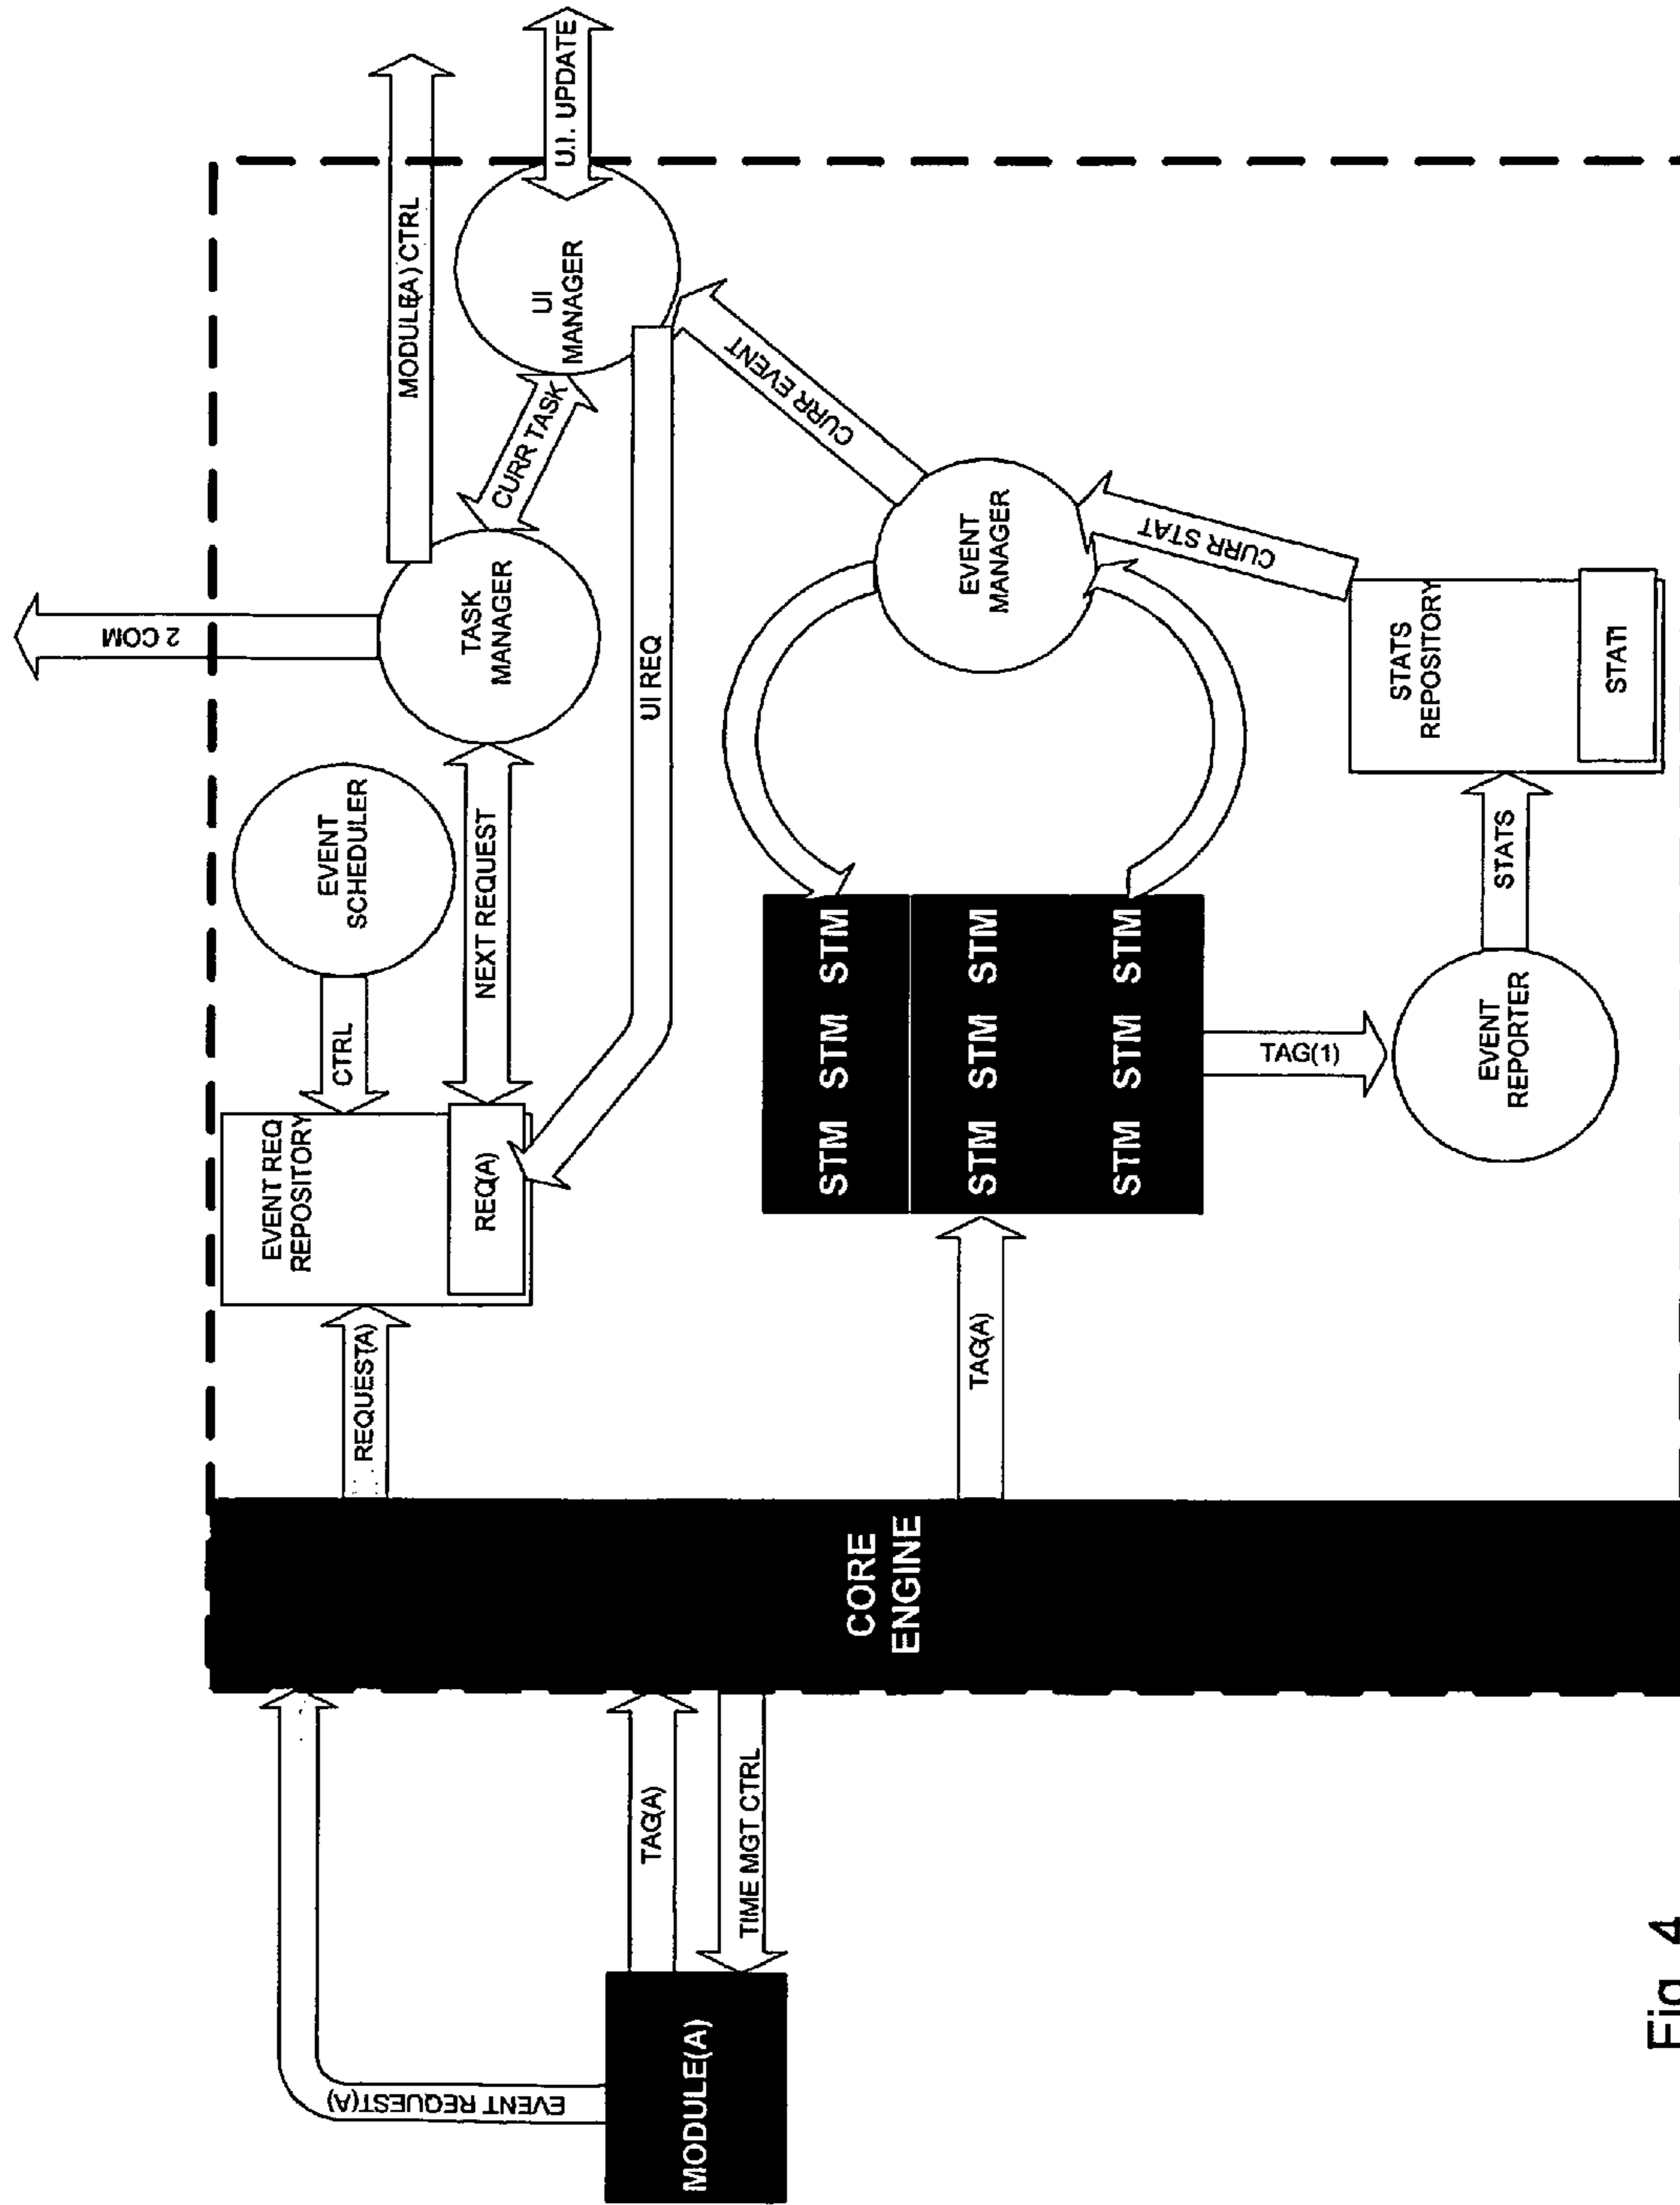 2 COM
MODULE(A) CTRL
U.I. UPDATE
EVENT REQ
REPOSITORY
EVENT
SCHEDULER
REQUEST(A)
CTRL
REQ(A)
NEXT REQUEST
TASK
MANAGER
CURR TASK
UI
MANAGER
UI REQ
EVENT REQUEST(A)
MODULE(A)
TAG(A)
TIME MGT CTRL
CORE
ENGINE
TAG(A)
STM STM STM
STM STM STM
STM STM STM
EVENT
MANAGER
CURR EVENT
CURR STAT
TAG(1)
EVENT
REPORTER
STATS
STATS
REPOSITORY
STAT1
Fig. 4